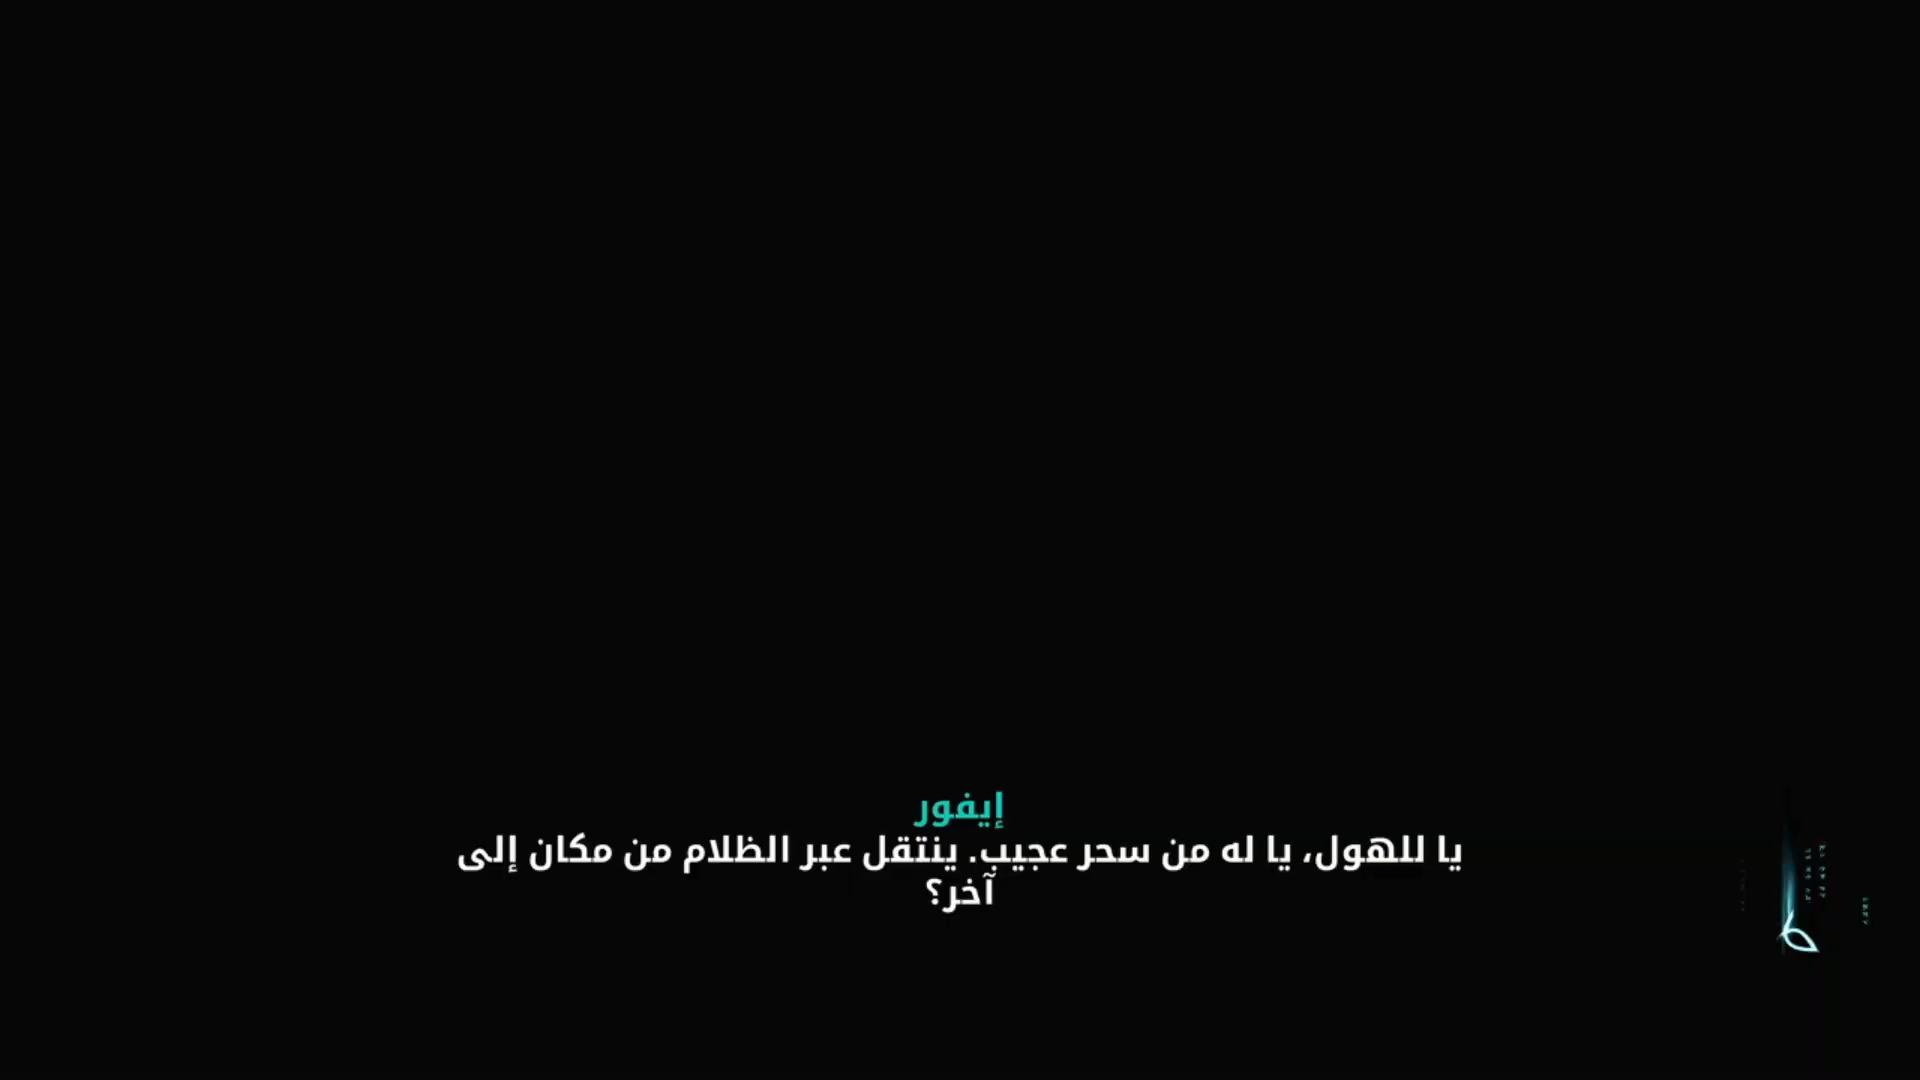 إيفور
يا للهول، يا له من سحر عجيب. ينتقل عبر الظلام من مكان إلى
آخر؟